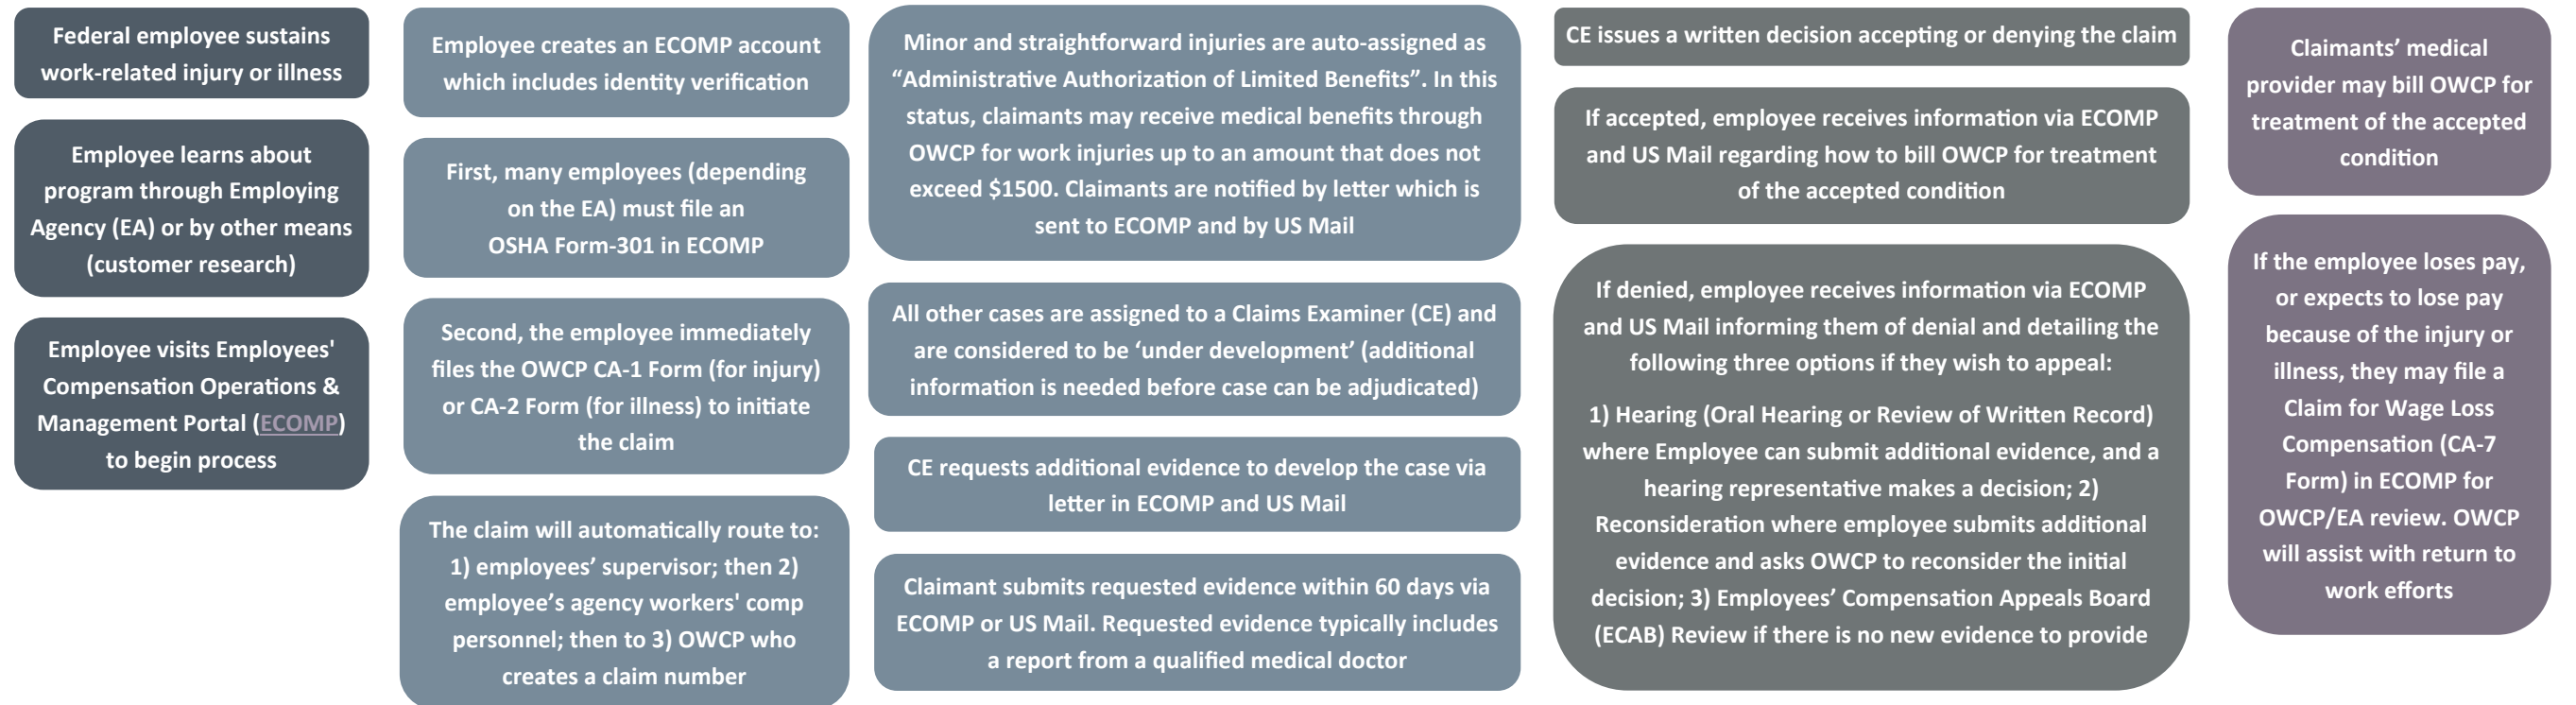 Federal employee sustains
work-related injury or illness
Employee learns about
program through Employing
Agency (EA) or by other means
(customer research)
Employee visits Employees'
Compensation Operations &
Management Portal (ECOMP)
to begin process
Employee creates an ECOMP account
which includes identity verification
First, many employees (depending
on the EA) must file an
OSHA Form-301 in ECOMP
Second, the employee immediately
files the OWCP CA-1 Form (for injury)
or CA-2 Form (for illness) to initiate
the claim
The claim will automatically route to:
1) employees’ supervisor; then 2)
employee’s agency workers' comp
personnel; then to 3) OWCP who
creates a claim number
Minor and straightforward injuries are auto-assigned as
“Administrative Authorization of Limited Benefits”. In this
status, claimants may receive medical benefits through
OWCP for work injuries up to an amount that does not
exceed $1500. Claimants are notified by letter which is
sent to ECOMP and by US Mail
All other cases are assigned to a Claims Examiner (CE) and
are considered to be ‘under development’ (additional
information is needed before case can be adjudicated)
CE requests additional evidence to develop the case via
letter in ECOMP and US Mail
Claimant submits requested evidence within 60 days via
ECOMP or US Mail. Requested evidence typically includes
a report from a qualified medical doctor
CE issues a written decision accepting or denying the claim
If accepted, employee receives information via ECOMP
and US Mail regarding how to bill OWCP for treatment
of the accepted condition
If denied, employee receives information via ECOMP
and US Mail informing them of denial and detailing the
following three options if they wish to appeal:
1) Hearing (Oral Hearing or Review of Written Record)
where Employee can submit additional evidence, and a
hearing representative makes a decision; 2)
Reconsideration where employee submits additional
evidence and asks OWCP to reconsider the initial
decision; 3) Employees’ Compensation Appeals Board
(ECAB) Review if there is no new evidence to provide
Claimants’ medical
provider may bill OWCP for
treatment of the accepted
condition
If the employee loses pay,
or expects to lose pay
because of the injury or
illness, they may file a
Claim for Wage Loss
Compensation (CA-7
Form) in ECOMP for
OWCP/EA review. OWCP
will assist with return to
work efforts